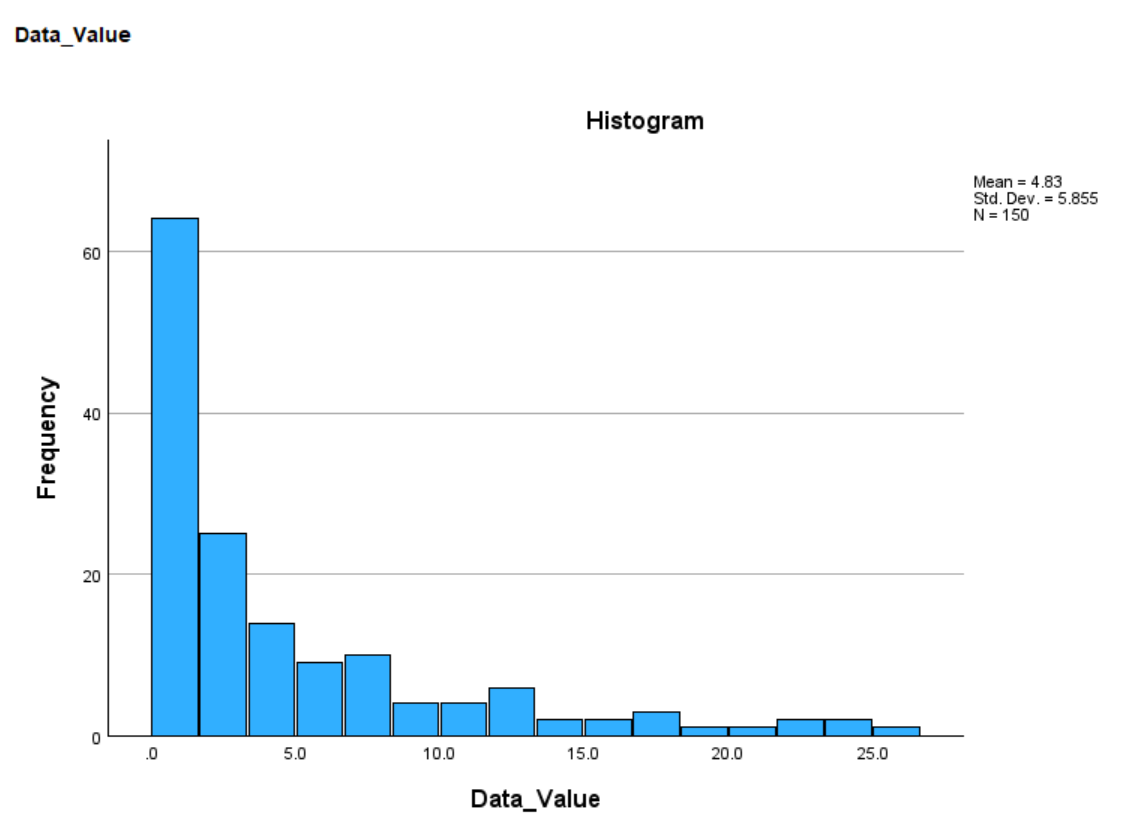 Data_Value
Histogram
Mean = 4.83
Std. Dev. = 5.855
N = 150
Frequency
60
40
20
0
.0 5.0 10.0 15.0 20.0 25.0
Data_Value